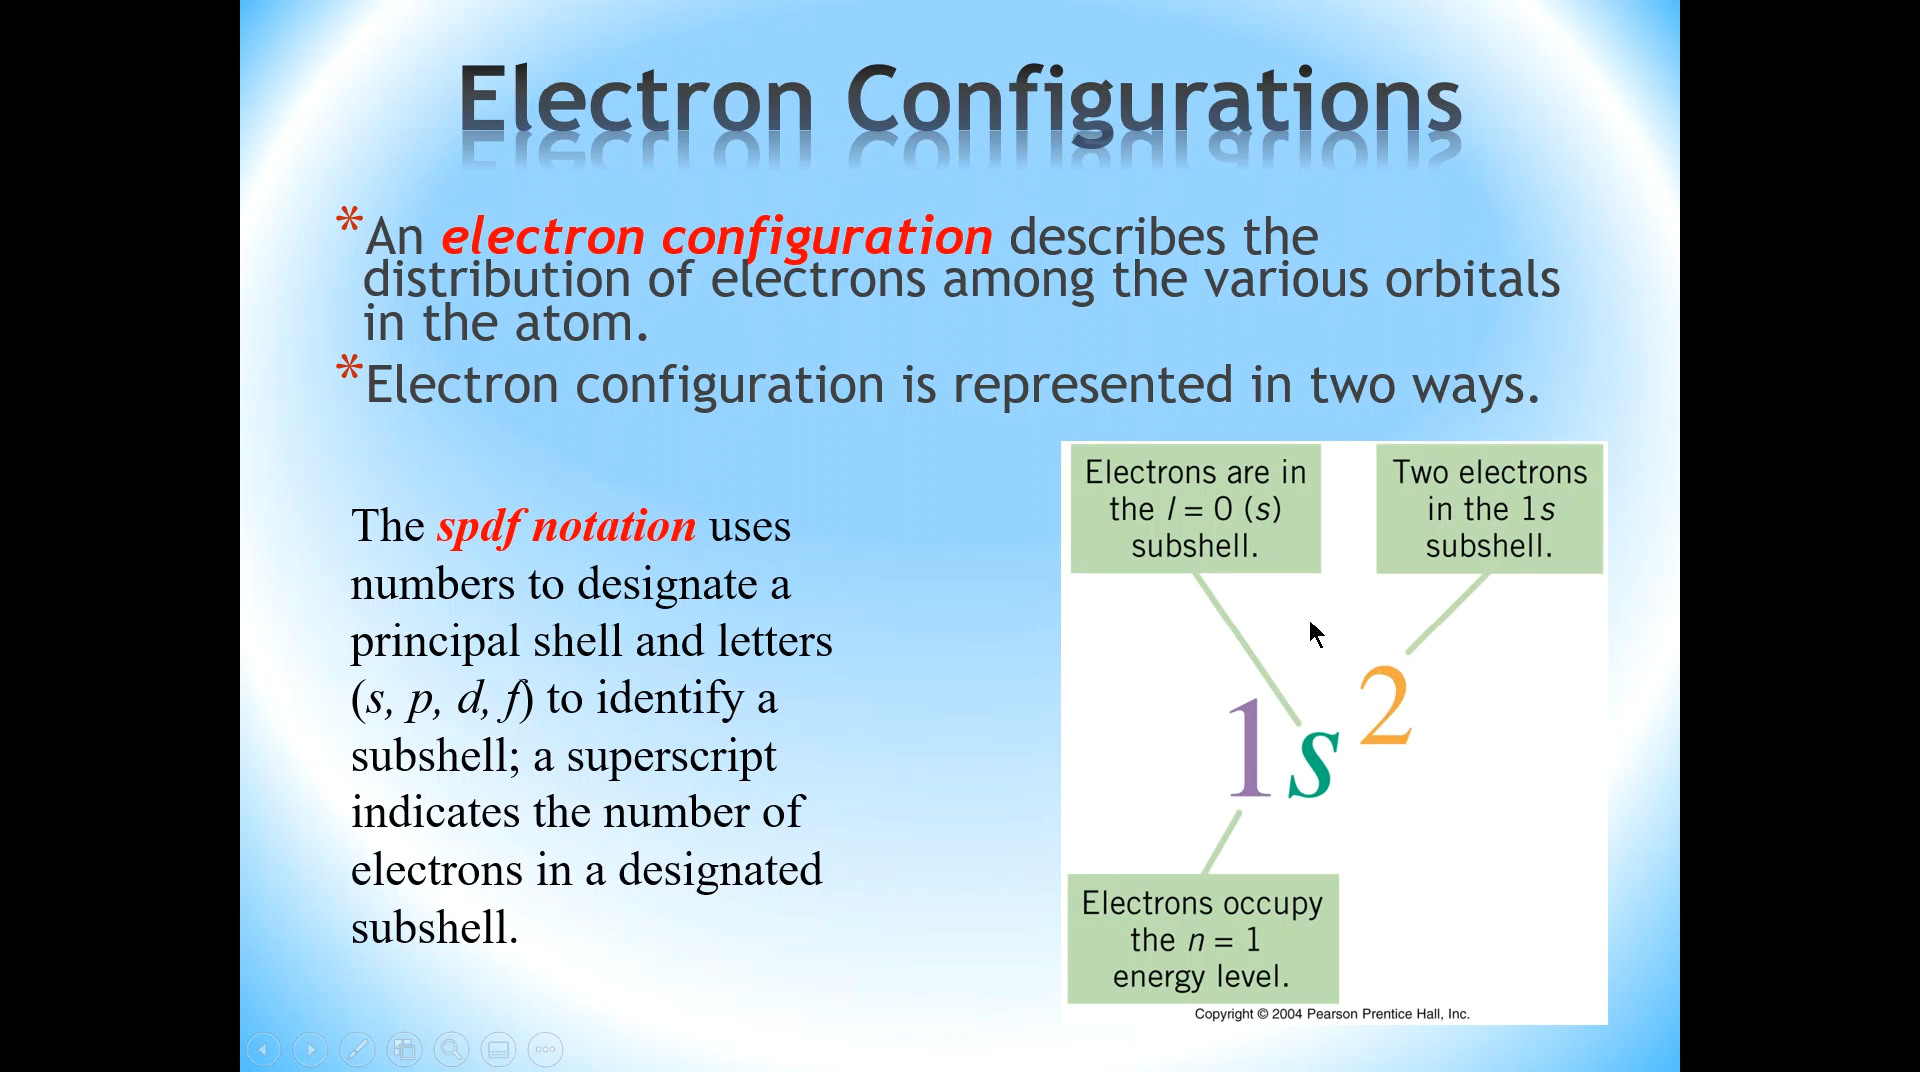 Electron Configurations
* An electron configuration describes the
distribution of electrons among the various orbitals
in the atom.
* Electron configuration is represented in two ways.
The spdf notation uses
numbers to designate a
principal shell and letters
(s, p, d, f) to identify a
subshell; a superscript
indicates the number of
electrons in a designated
subshell.
Electrons are in
the l = 0 (s)
subshell.
Two electrons
in the 1s
subshell.
1s2
Electrons occupy
the n = 1
energy level.
Copyright © 2004 Pearson Prentice Hall, Inc.